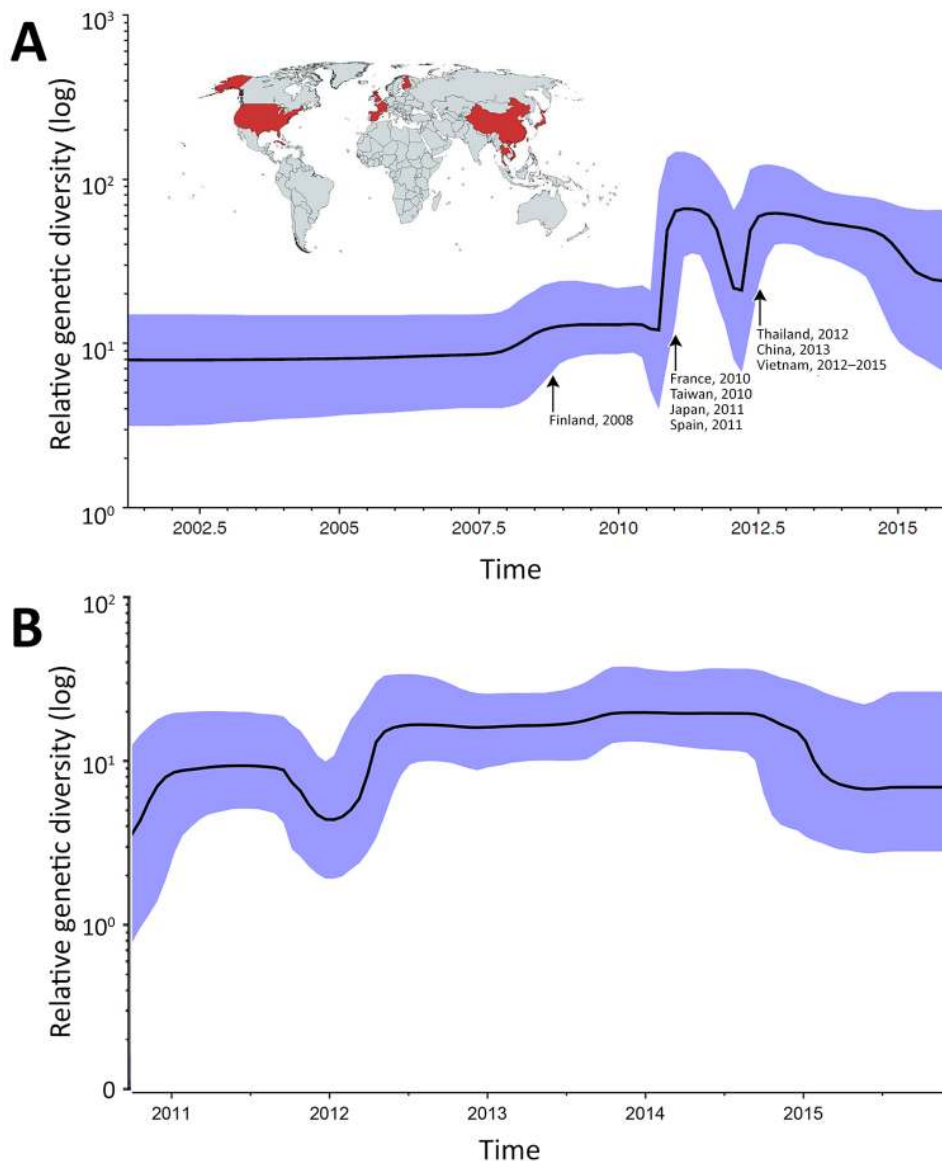 A
Relative genetic diversity (log)
10³
10²
10¹
10⁰
Finland, 2008
France, 2010
Taiwan, 2010
Japan, 2011
Spain, 2011
Thailand, 2012
China, 2013
Vietnam, 2012–2015
2002.5 2005 2007.5 2010 2012.5 2015
Time
B
Relative genetic diversity (log)
10²
10¹
10⁰
0
2011 2012 2013 2014 2015
Time